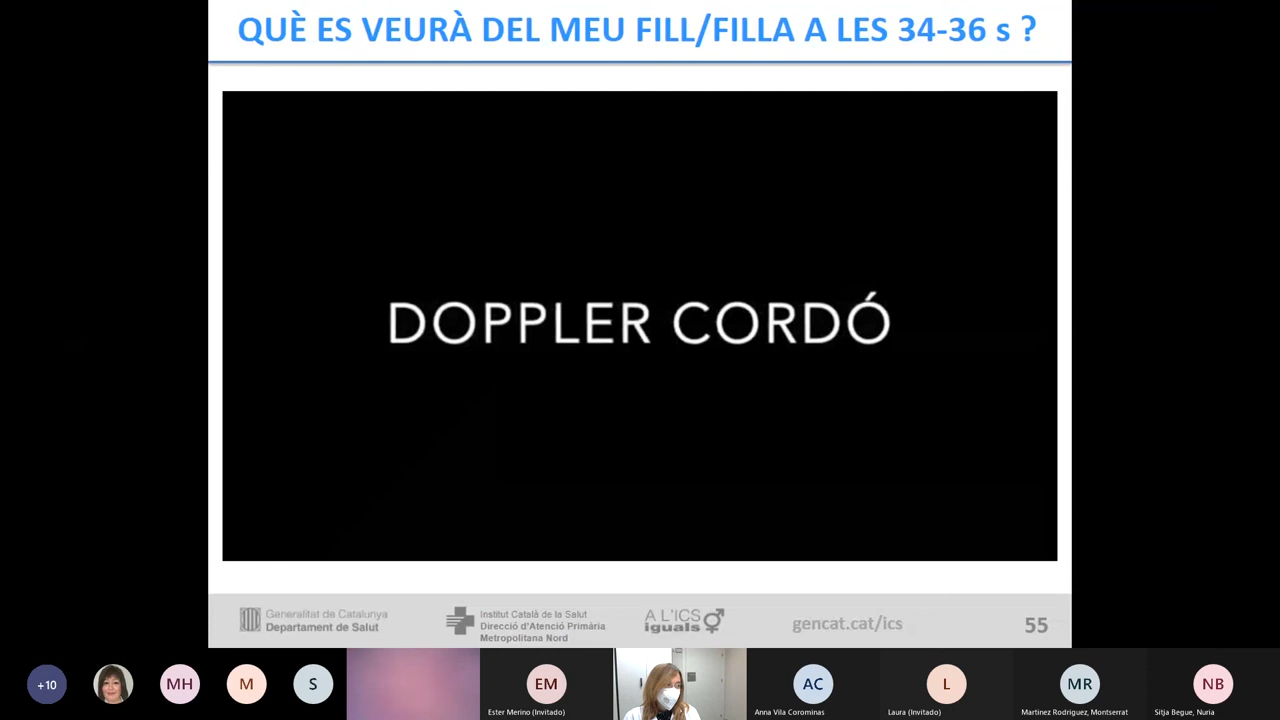 QUÈ ES VEURÀ DEL MEU FILL/FILLA A LES 34-36 s ?
DOPPLER CORDÓ
Generalitat de Catalunya
Departament de Salut
Institut Català de la Salut
Direcció d'Atenció Primària
Metropolitana Nord
A L'ICS
iguals
gencat.cat/ics
55
+10
MH
M
S
EM
Ester Merino (Invitado)
AC
Anna Vila Corominas
L
Laura (Invitado)
MR
Martinez Rodriguez, Montserrat
NB
Sitja Begue, Nuria